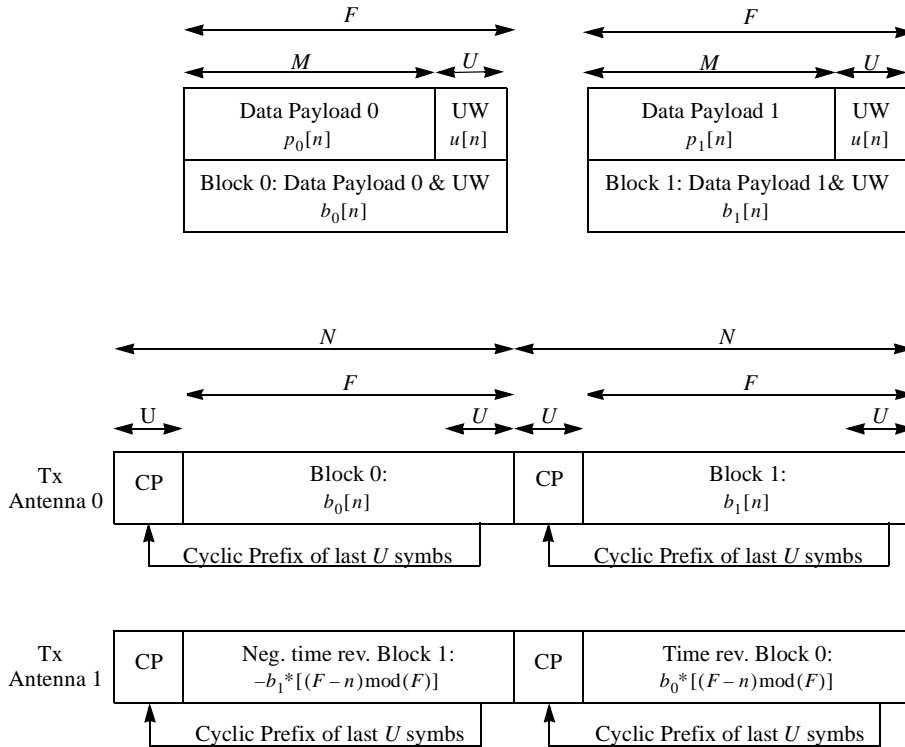 F
F
M
U
M
U
Data Payload 0
UW
Data Payload 1
UW
p₀[n]
u[n]
p₁[n]
u[n]
Block 0: Data Payload 0 & UW
Block 1: Data Payload 1& UW
b₀[n]
b₁[n]
N
N
F
F
U
U
U
U
Tx
Antenna 0
CP
Block 0:
b₀[n]
CP
Block 1:
b₁[n]
Cyclic Prefix of last U symbs
Cyclic Prefix of last U symbs
Tx
Antenna 1
CP
Neg. time rev. Block 1:
–b₁*[(F – n)mod(F)]
CP
Time rev. Block 0:
b₀*[(F – n)mod(F)]
Cyclic Prefix of last U symbs
Cyclic Prefix of last U symbs